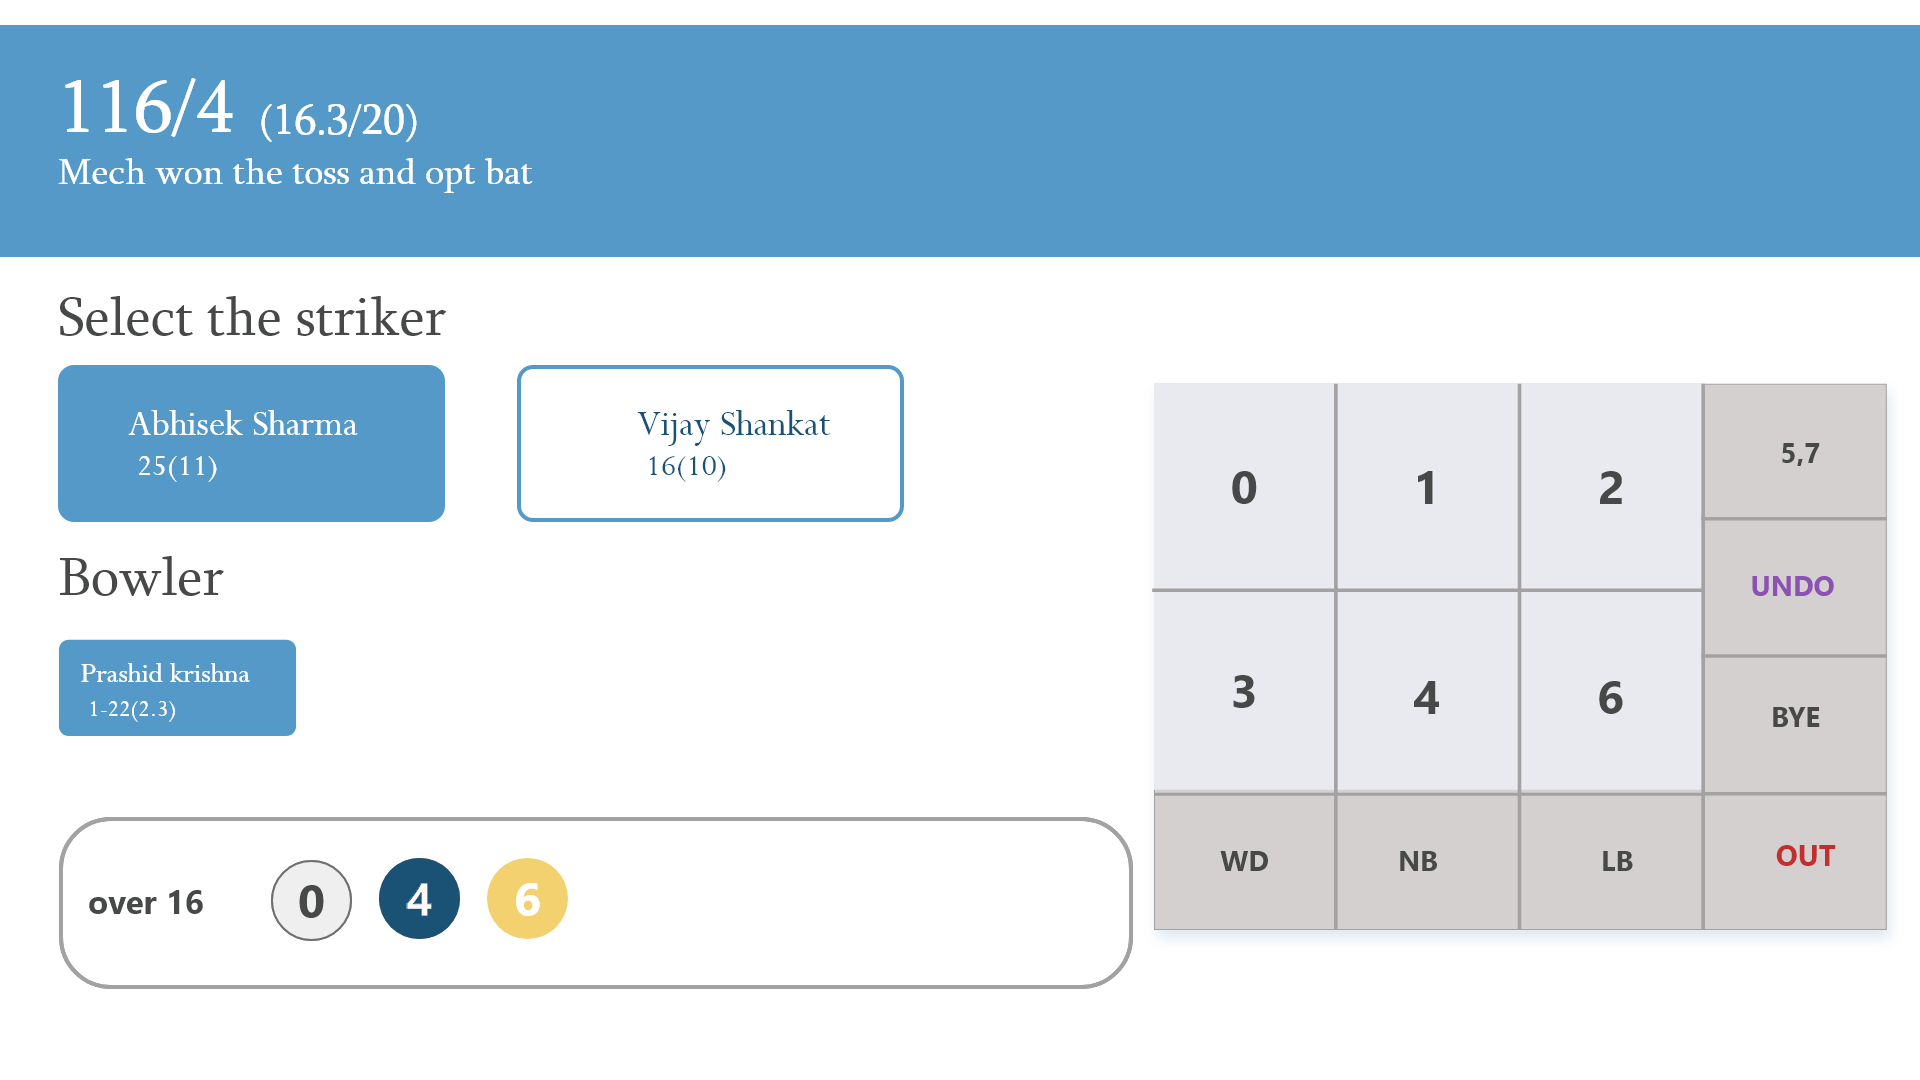 116/4 (16.3/20)
Mech won the toss and opt bat
Select the striker
Abhisek Sharma
25(11)
Vijay Shankat
16(10)
Bowler
Prashid krishna
1-22(2.3)
over 16 0 4 6
0 1 2 5,7
UNDO
3 4 6 BYE
WD NB LB OUT